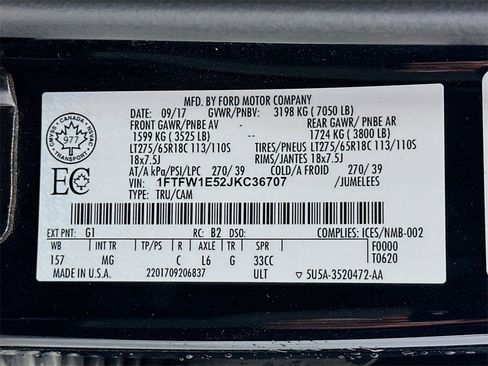 MFD. BY FORD MOTOR COMPANY
DATE: 09/17 GVWR/PNBV: 3198 KG ( 7050 LB)
FRONT GAWR/PNBE AV REAR GAWR/ PNBE AR
1599 KG ( 3525 LB) 1724 KG ( 3800 LB)
LT275/65R18C 113/110S TIRES/PNEUS LT275/65R18C 113/110S
18x7.5J RIMS/JANTES 18x7.5J
AT/A kPa/PSI/LPC 270/ 39 COLD/A FROID 270/ 39
VIN: 1FTFW1E52JKC36707 /JUMELEES
TYPE: TRU/CAM
CANADA
977
TRANSPORT
EC
EXT PNT: G1 RC: B2 DSO: COMPLIES: ICES/NMB-002
WB INT TR TP/PS R AXLE TR SPR F0000
157 MG C L6 G 33CC T0620
MADE IN U.S.A. 2201709206837 ULT 5U5A-3520472-AA